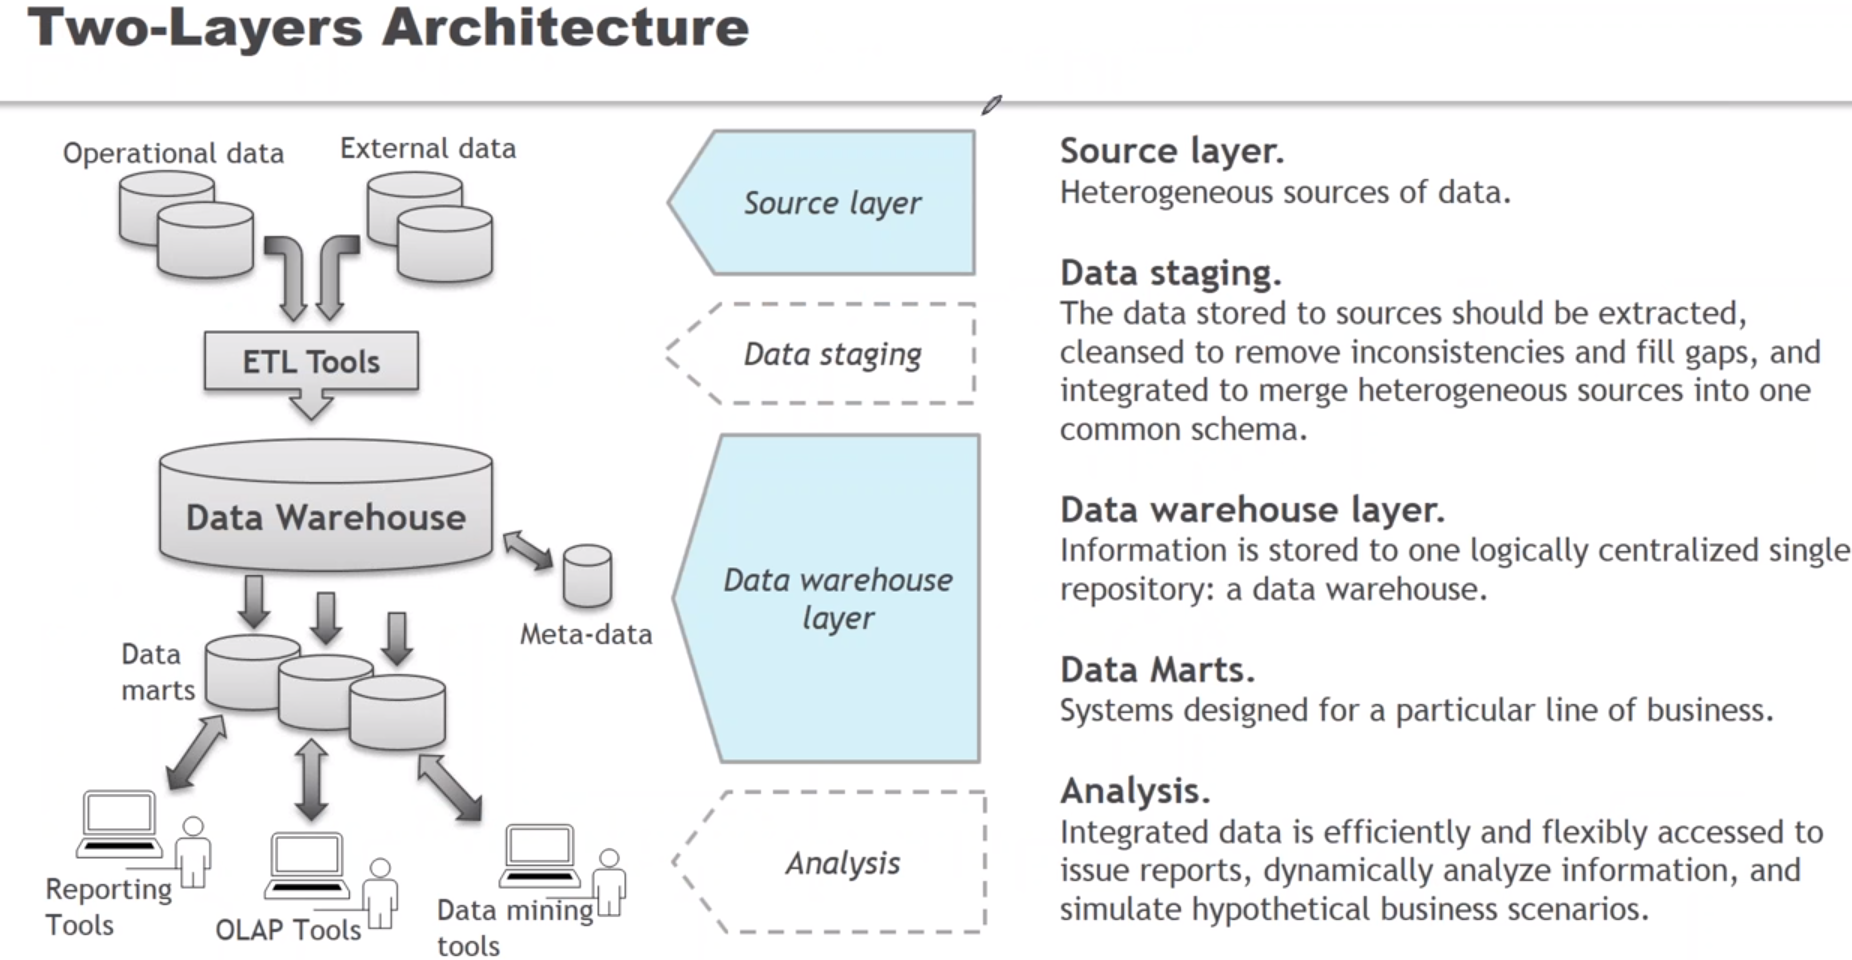 Two-Layers Architecture
Operational data
External data
ETL Tools
Data Warehouse
Meta-data
Data
marts
Reporting
Tools
OLAP Tools
Data mining
tools
Source layer
Data staging
Data warehouse
layer
Analysis
Source layer.
Heterogeneous sources of data.
Data staging.
The data stored to sources should be extracted,
cleansed to remove inconsistencies and fill gaps, and
integrated to merge heterogeneous sources into one
common schema.
Data warehouse layer.
Information is stored to one logically centralized single
repository: a data warehouse.
Data Marts.
Systems designed for a particular line of business.
Analysis.
Integrated data is efficiently and flexibly accessed to
issue reports, dynamically analyze information, and
simulate hypothetical business scenarios.